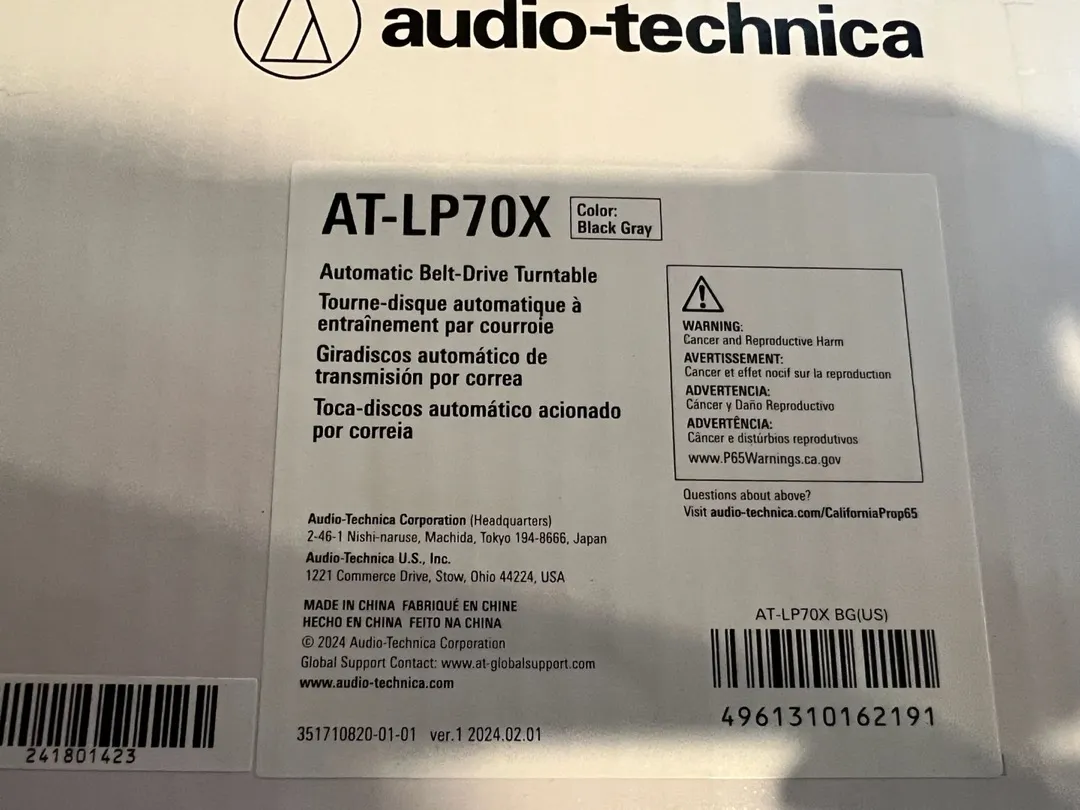 audio-technica
AT-LP70X
Color:
Black Gray
Automatic Belt-Drive Turntable
Tourne-disque automatique à
entraînement par courroie
Giradiscos automático de
transmisión por correa
Toca-discos automático acionado
por correia
WARNING:
Cancer and Reproductive Harm
AVERTISSEMENT:
Cancer et effet nocif sur la reproduction
ADVERTENCIA:
Cáncer y Daño Reproductivo
ADVERTÊNCIA:
Câncer e distúrbios reprodutivos
www.P65Warnings.ca.gov
Questions about above?
Visit audio-technica.com/CaliforniaProp65
Audio-Technica Corporation (Headquarters)
2-46-1 Nishi-naruse, Machida, Tokyo 194-8666, Japan
Audio-Technica U.S., Inc.
1221 Commerce Drive, Stow, Ohio 44224, USA
MADE IN CHINA FABRIQUÉ EN CHINE
HECHO EN CHINA FEITO NA CHINA
© 2024 Audio-Technica Corporation
Global Support Contact: www.at-globalsupport.com
www.audio-technica.com
351710820-01-01 ver.1 2024.02.01
AT-LP70X BG(US)
4961310162191
241801423